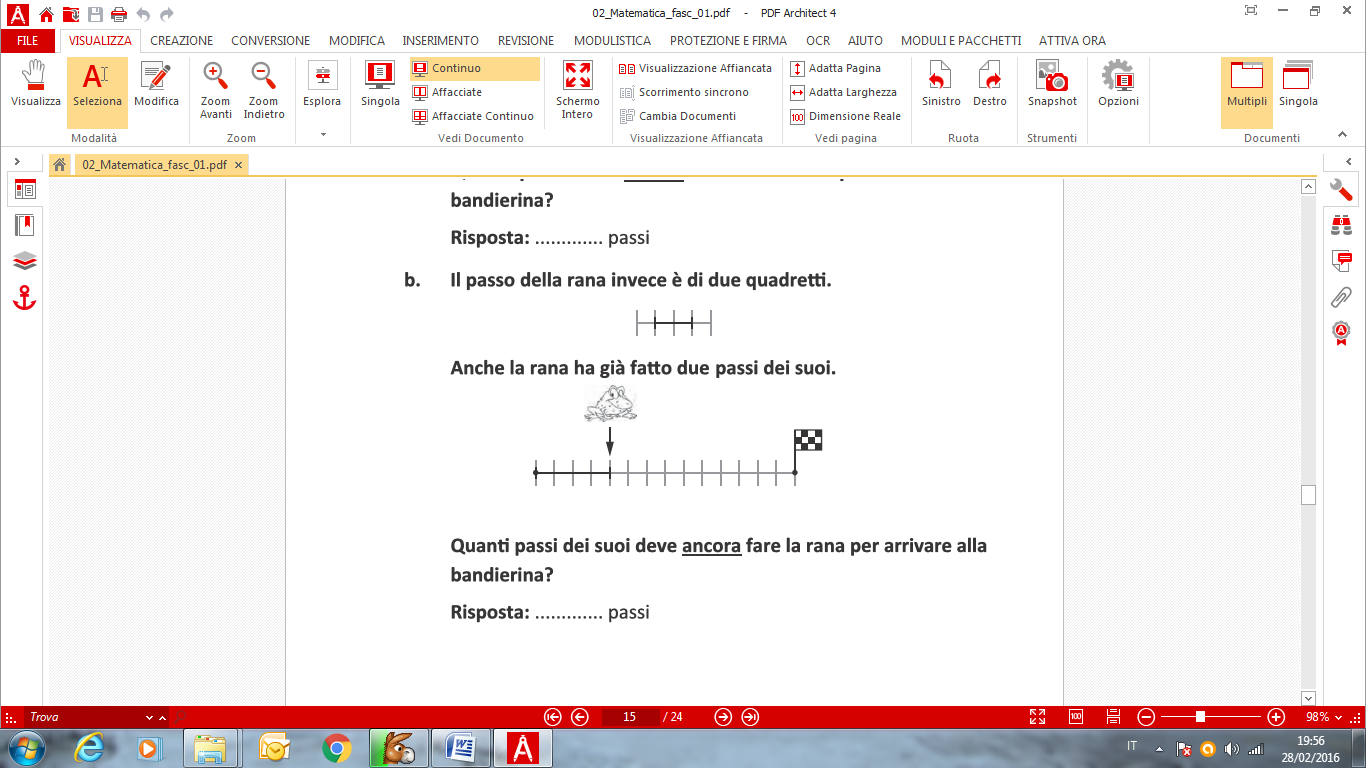 02_Matematica_fasc_01.pdf - PDF Architect 4
FILE VISUALIZZA CREAZIONE CONVERSIONE MODIFICA INSERIMENTO REVISIONE MODULISTICA PROTEZIONE E FIRMA OCR AIUTO MODULI E PACCHETTI ATTIVA ORA
Visualizza Seleziona Modifica
Modalità
Zoom Avanti Zoom Indietro
Zoom
Esplora
Singola
Continuo
Affacciate
Affacciate Continuo
Vedi Documento
Schermo Intero
Visualizzazione Affiancata
Scorrimento sincrono
Cambia Documenti
Visualizzazione Affiancata
Adatta Pagina
Adatta Larghezza
100 Dimensione Reale
Vedi pagina
Sinistro Destro
Ruota
Snapshot
Strumenti
Opzioni
Multipli Singola
Documenti
02_Matematica_fasc_01.pdf ×
bandierina?
Risposta: ............. passi
b. Il passo della rana invece è di due quadretti.
Anche la rana ha già fatto due passi dei suoi.
Quanti passi dei suoi deve ancora fare la rana per arrivare alla
bandierina?
Risposta: ............. passi
Trova 15 / 24 100 98%
IT 19:56
28/02/2016